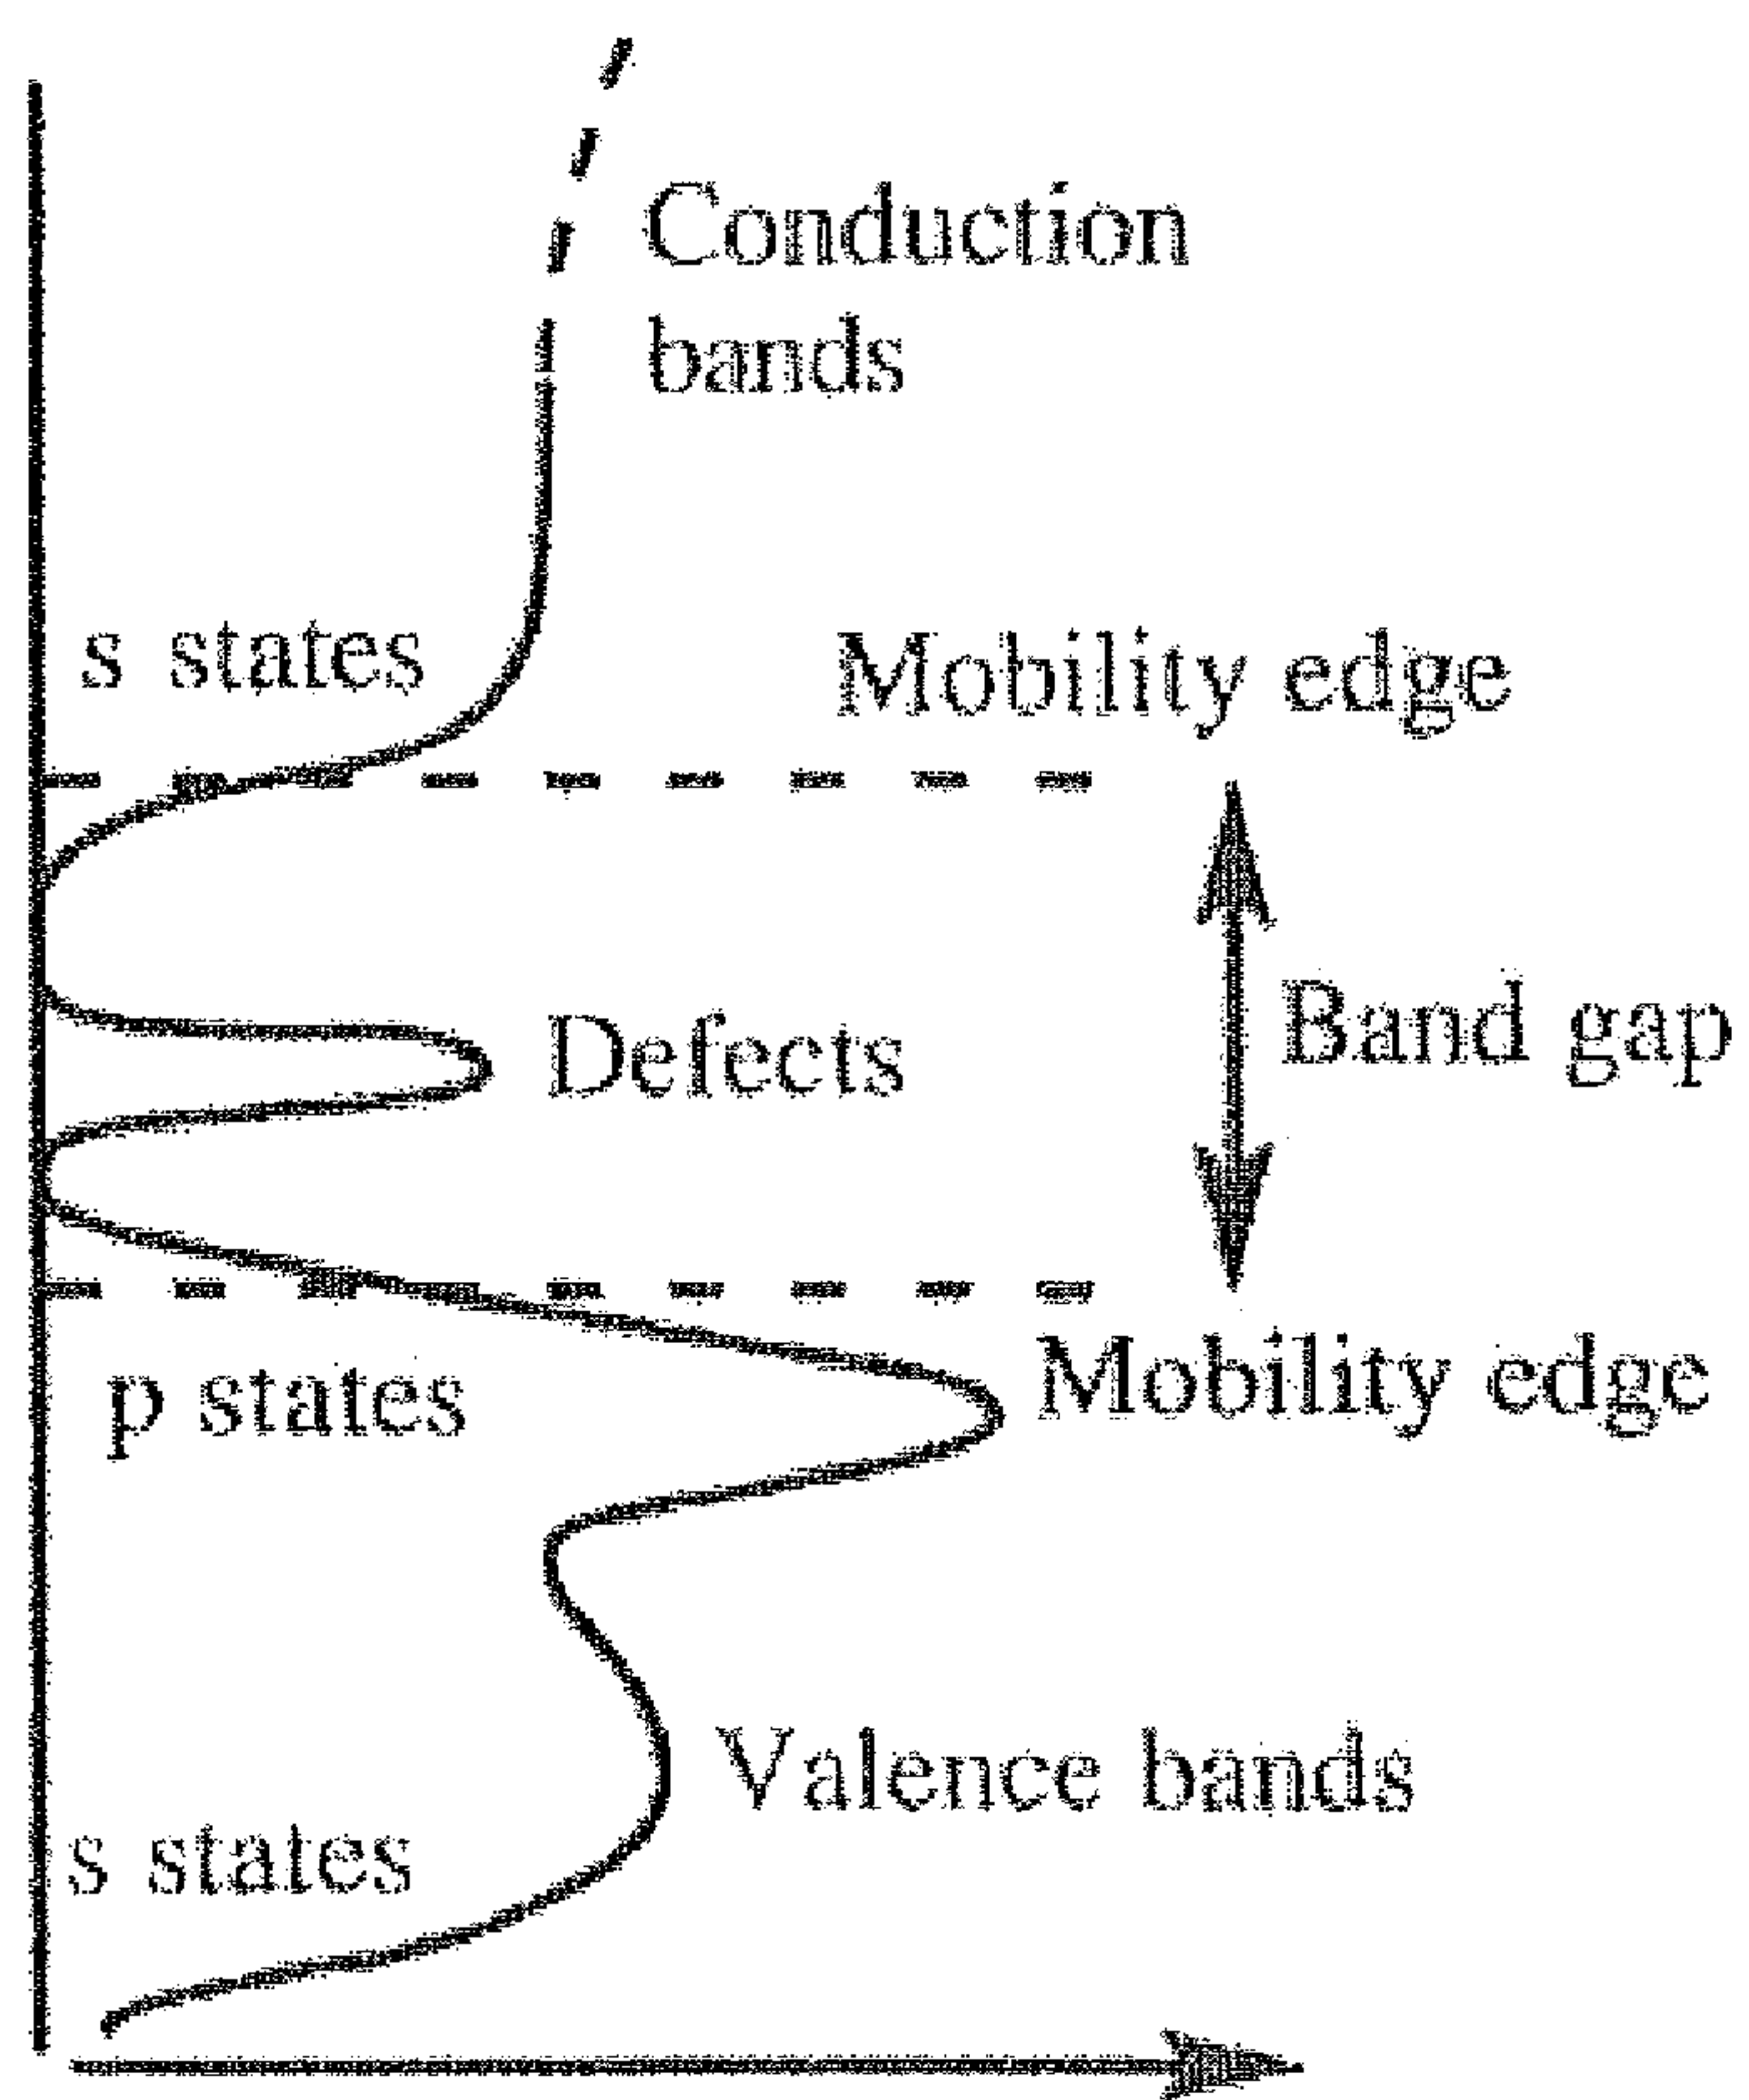 Conduction
bands
s states
Mobility edge
Defects
Band gap
p states
Mobility edge
Valence bands
s states